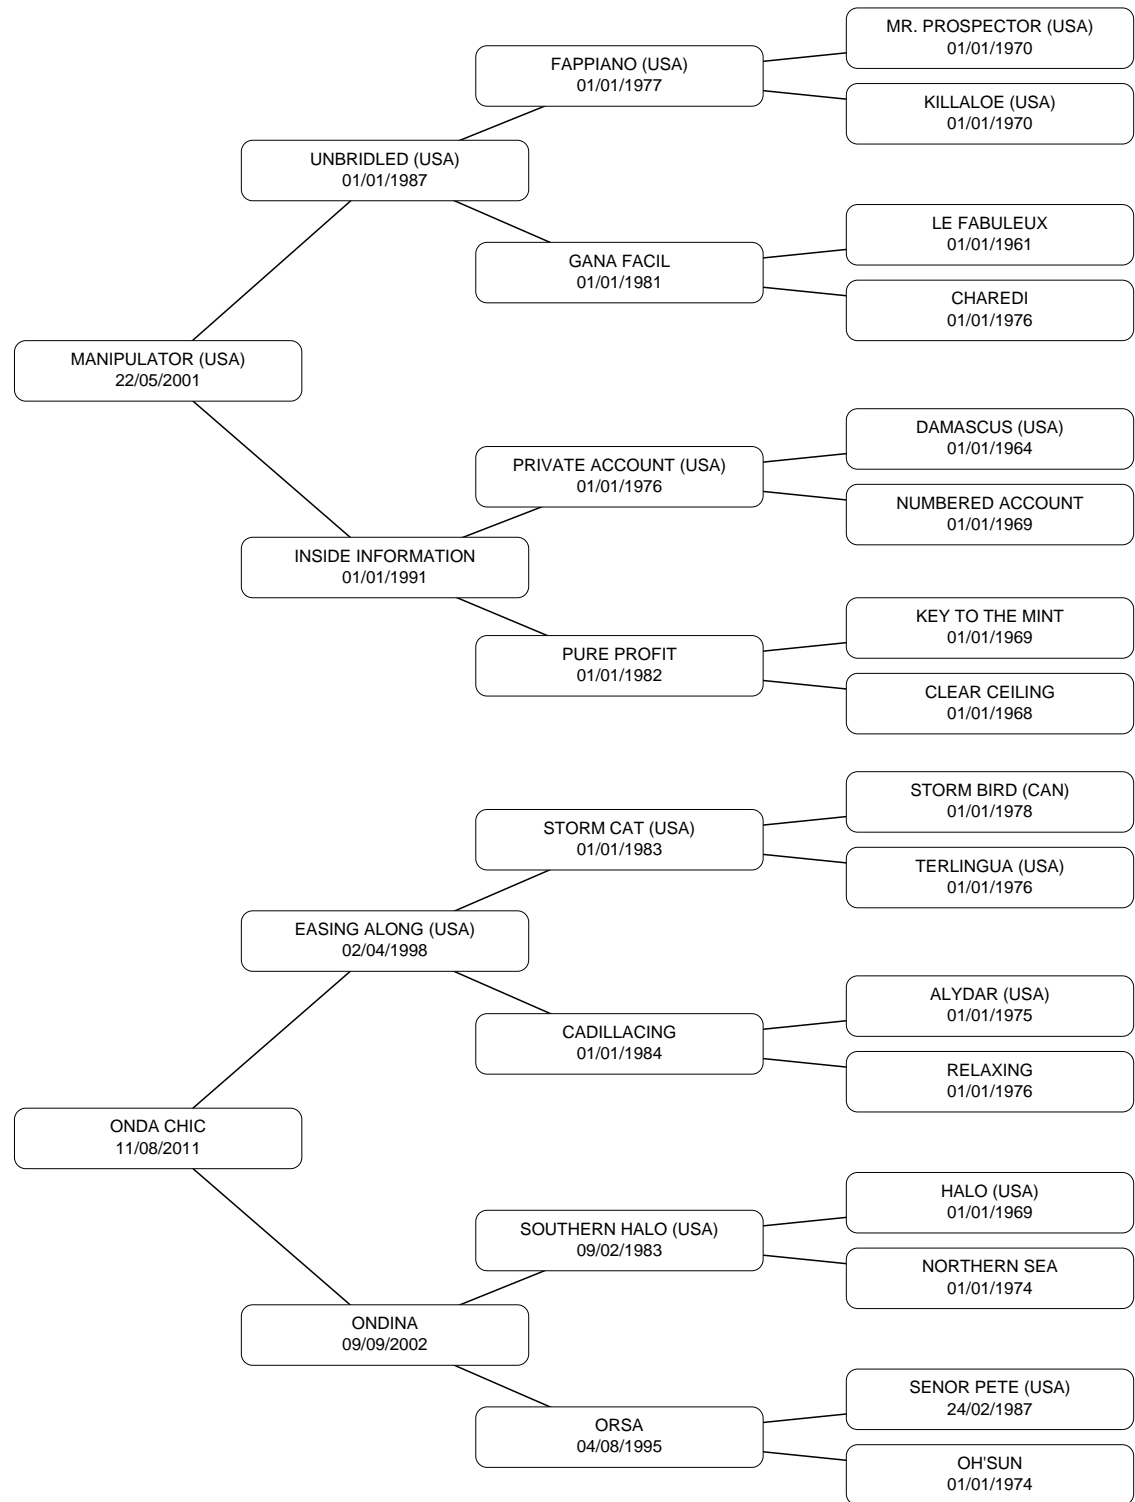 MR. PROSPECTOR (USA)
01/01/1970
FAPPIANO (USA)
01/01/1977
KILLALOE (USA)
01/01/1970
UNBRIDLED (USA)
01/01/1987
LE FABULEUX
01/01/1961
GANA FACIL
01/01/1981
CHAREDI
01/01/1976
MANIPULATOR (USA)
22/05/2001
DAMASCUS (USA)
01/01/1964
PRIVATE ACCOUNT (USA)
01/01/1976
NUMBERED ACCOUNT
01/01/1969
INSIDE INFORMATION
01/01/1991
KEY TO THE MINT
01/01/1969
PURE PROFIT
01/01/1982
CLEAR CEILING
01/01/1968
STORM BIRD (CAN)
01/01/1978
STORM CAT (USA)
01/01/1983
TERLINGUA (USA)
01/01/1976
EASING ALONG (USA)
02/04/1998
ALYDAR (USA)
01/01/1975
CADILLACING
01/01/1984
RELAXING
01/01/1976
ONDA CHIC
11/08/2011
HALO (USA)
01/01/1969
SOUTHERN HALO (USA)
09/02/1983
NORTHERN SEA
01/01/1974
ONDINA
09/09/2002
SENOR PETE (USA)
24/02/1987
ORSA
04/08/1995
OH'SUN
01/01/1974